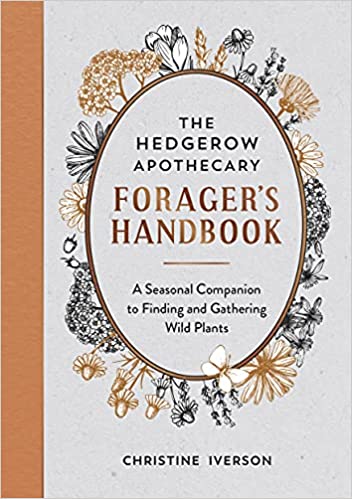 THE
HEDGEROW
APOTHECARY
FORAGER'S
HANDBOOK
A Seasonal Companion
to Finding and Gathering
Wild Plants
CHRISTINE IVERSON